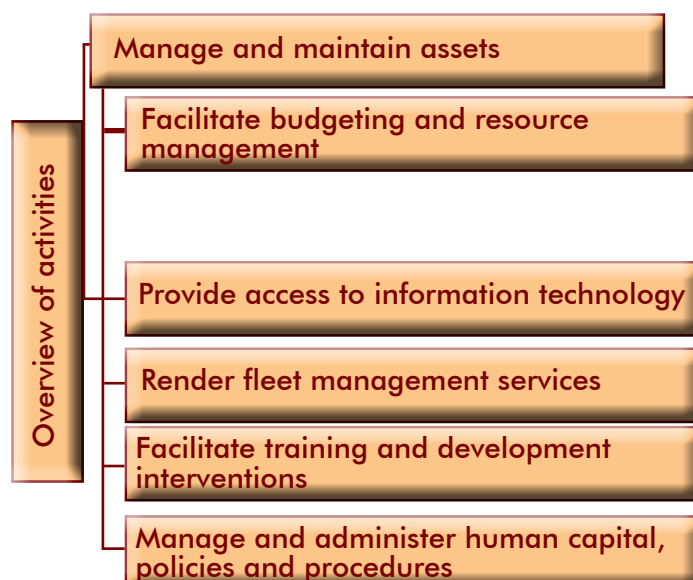 Overview of activities
Manage and maintain assets
Facilitate budgeting and resource
management
Provide access to information technology
Render fleet management services
Facilitate training and development
interventions
Manage and administer human capital,
policies and procedures